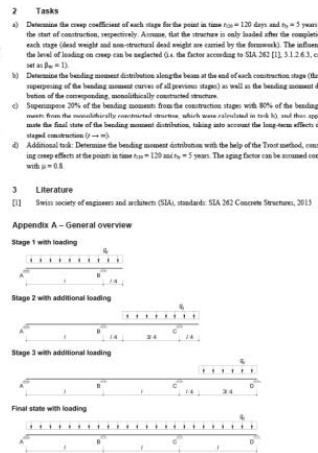 2 Tasks
a) Determine the creep coefficient of each stage for the point in time = 120 days and = 5 years
the start of construction, respectively. Assume, that the structure is only loaded after the completi
each stage (dead weight and non-structural dead weight are carried by the formwork). The influen
the level of loading on creep can be neglected (i.e. the factor according to SIA 262 [1], 3.1.2.6.3, c
set as = 1).
b) Determine the bending moment distribution along the beam at the end of each construction stage (th
superposing of the bending moment curves of all previous stages) as well as the bending moment d
bution of the corresponding, monolithically constructed structure.
c) Superimpose 20% of the bending moments from the construction stages with 80% of the bending
ments from the monolithically constructed structure, which were calculated in task b), and thus app
mate the final state of the bending moment distribution, taking into account the long-term effects o
staged construction (t → ∞).
d) Additional task: Determine the bending moment distribution with the help of the Trost method, cons
ing creep effects at the points in time = 120 and = 5 years. The aging factor can be assumed con
with μ = 0.8.
3 Literature
[1] Swiss society of engineers and architects (SIA), standards: SIA 262 Concrete Structures, 2013
Appendix A – General overview
Stage 1 with loading
A B
l l/4
Stage 2 with additional loading
A B C
l 3l/4 l/4
Stage 3 with additional loading
A B C D
l l l/4 3l/4
Final state with loading
A B C D
l l l